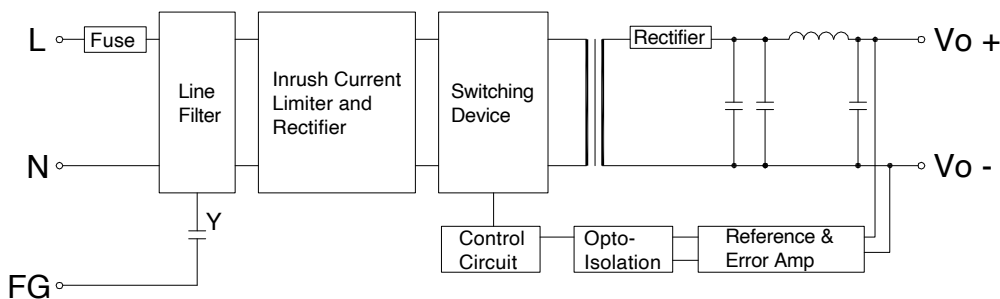 L
Fuse
Line
Filter
Inrush Current
Limiter and
Rectifier
Switching
Device
Rectifier
Vo +
N
Vo -
Y
Control
Circuit
Opto-
Isolation
Reference &
Error Amp
FG